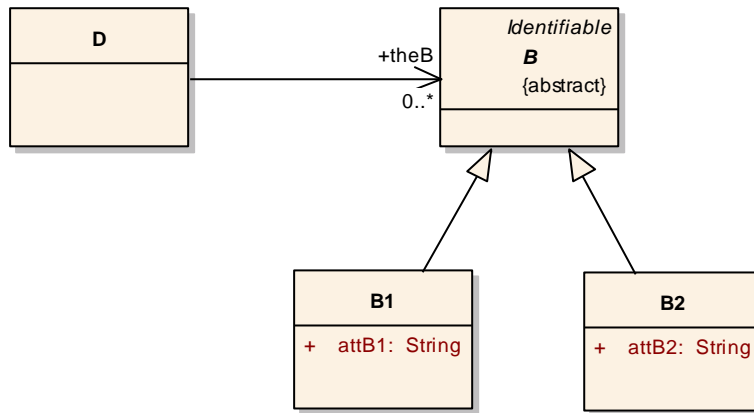 D
+theB
0..*
Identifiable
B
{abstract}
B1
+ attB1: String
B2
+ attB2: String